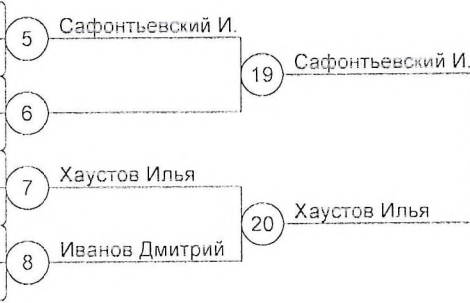 5 Сафонтьевский И.
19 Сафонтьевский И.
6
7 Хаустов Илья
20 Хаустов Илья
8 Иванов Дмитрий